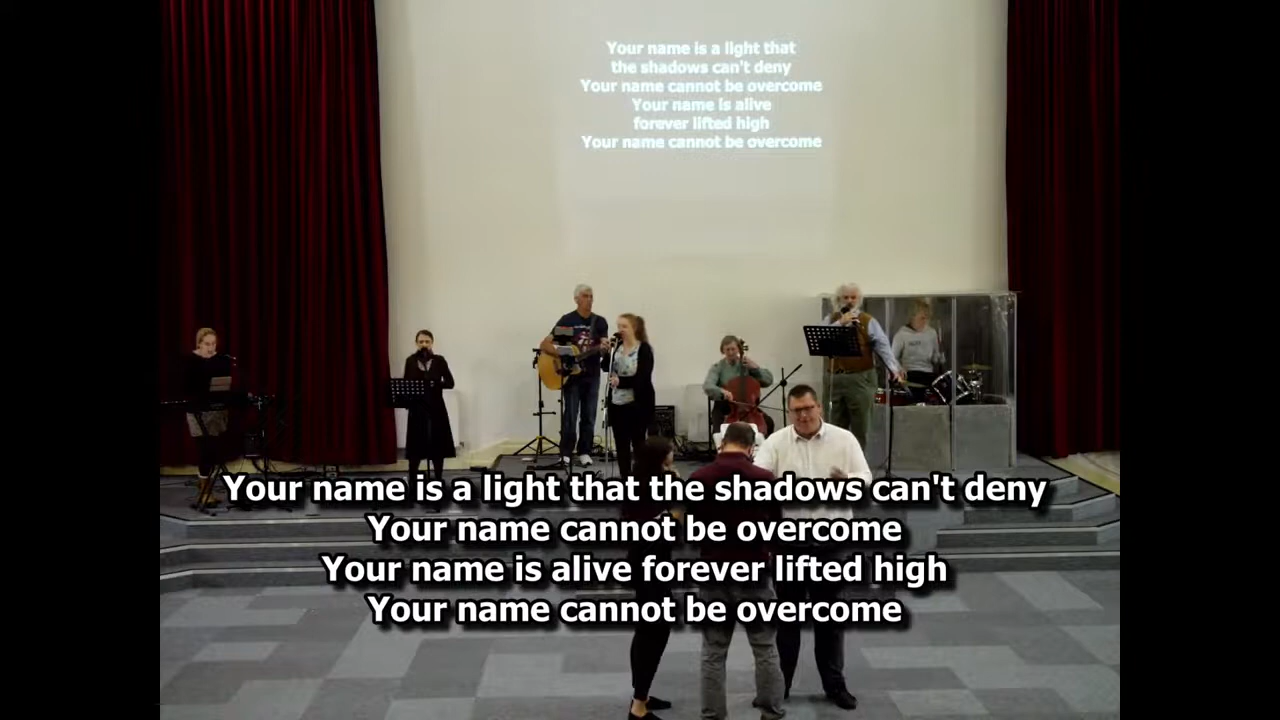 Your name is a light that
the shadows can't deny
Your name cannot be overcome
Your name is alive
forever lifted high
Your name cannot be overcome
Your name is a light that the shadows can't deny
Your name cannot be overcome
Your name is alive forever lifted high
Your name cannot be overcome